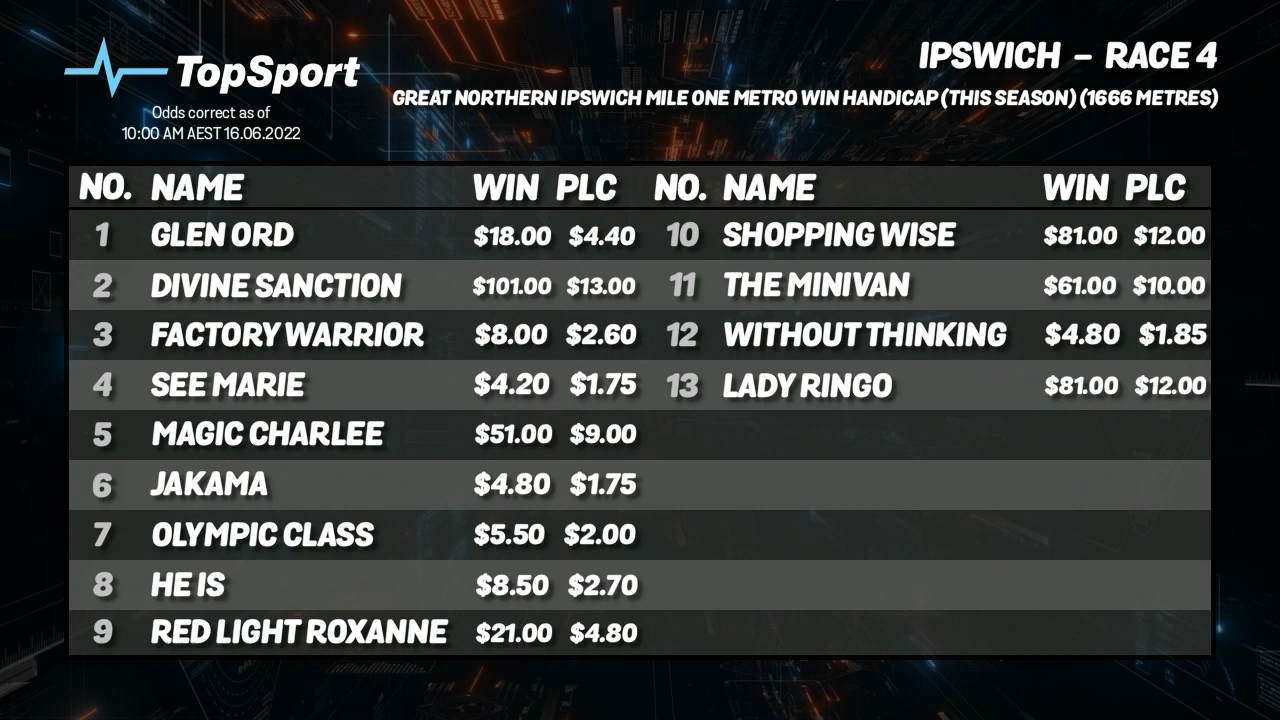 TopSport
Odds correct as of
10:00 AM AEST 16.06.2022
IPSWICH – RACE 4
GREAT NORTHERN IPSWICH MILE ONE METRO WIN HANDICAP (THIS SEASON) (1666 METRES)
NO. NAME WIN PLC NO. NAME WIN PLC
1 GLEN ORD $18.00 $4.40 10 SHOPPING WISE $81.00 $12.00
2 DIVINE SANCTION $101.00 $13.00 11 THE MINIVAN $61.00 $10.00
3 FACTORY WARRIOR $8.00 $2.60 12 WITHOUT THINKING $4.80 $1.85
4 SEE MARIE $4.20 $1.75 13 LADY RINGO $81.00 $12.00
5 MAGIC CHARLEE $51.00 $9.00
6 JAKAMA $4.80 $1.75
7 OLYMPIC CLASS $5.50 $2.00
8 HE IS $8.50 $2.70
9 RED LIGHT ROXANNE $21.00 $4.80